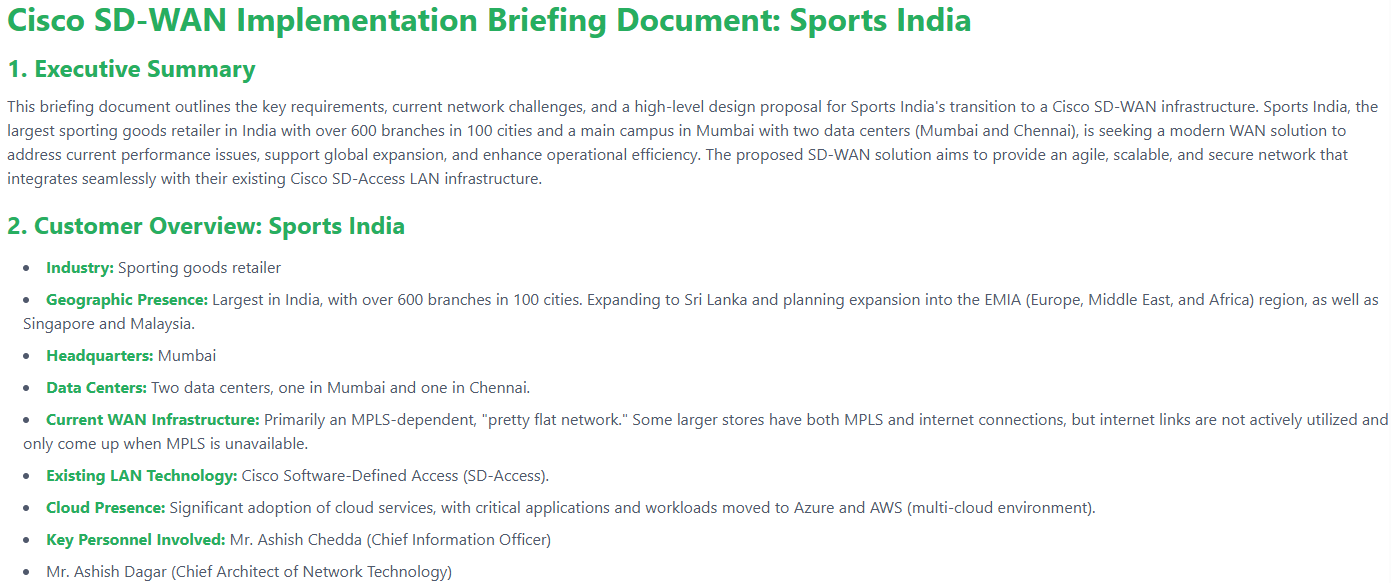 Cisco SD-WAN Implementation Briefing Document: Sports India
1. Executive Summary
This briefing document outlines the key requirements, current network challenges, and a high-level design proposal for Sports India's transition to a Cisco SD-WAN infrastructure. Sports India, the
largest sporting goods retailer in India with over 600 branches in 100 cities and a main campus in Mumbai with two data centers (Mumbai and Chennai), is seeking a modern WAN solution to
address current performance issues, support global expansion, and enhance operational efficiency. The proposed SD-WAN solution aims to provide an agile, scalable, and secure network that
integrates seamlessly with their existing Cisco SD-Access LAN infrastructure.
2. Customer Overview: Sports India
• Industry: Sporting goods retailer
• Geographic Presence: Largest in India, with over 600 branches in 100 cities. Expanding to Sri Lanka and planning expansion into the EMIA (Europe, Middle East, and Africa) region, as well as
Singapore and Malaysia.
• Headquarters: Mumbai
• Data Centers: Two data centers, one in Mumbai and one in Chennai.
• Current WAN Infrastructure: Primarily an MPLS-dependent, "pretty flat network." Some larger stores have both MPLS and internet connections, but internet links are not actively utilized and
only come up when MPLS is unavailable.
• Existing LAN Technology: Cisco Software-Defined Access (SD-Access).
• Cloud Presence: Significant adoption of cloud services, with critical applications and workloads moved to Azure and AWS (multi-cloud environment).
• Key Personnel Involved: Mr. Ashish Chedda (Chief Information Officer)
• Mr. Ashish Dagar (Chief Architect of Network Technology)